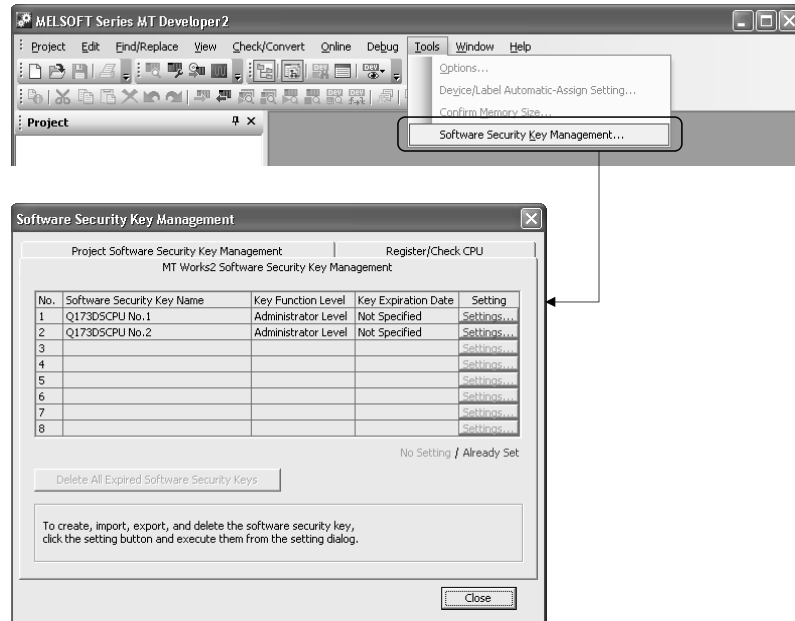 MELSOFT Series MT Developer2
Project Edit Find/Replace View Check/Convert Online Debug Tools Window Help
Options...
Device/Label Automatic-Assign Setting...
Confirm Memory Size...
Project
Software Security Key Management...
Software Security Key Management
Project Software Security Key Management Register/Check CPU
MT Works2 Software Security Key Management
No. Software Security Key Name Key Function Level Key Expiration Date Setting
1 Q173DSCPU No.1 Administrator Level Not Specified Settings...
2 Q173DSCPU No.2 Administrator Level Not Specified Settings...
3 Settings...
4 Settings...
5 Settings...
6 Settings...
7 Settings...
8 Settings...
No Setting / Already Set
Delete All Expired Software Security Keys
To create, import, export, and delete the software security key,
click the setting button and execute them from the setting dialog.
Close